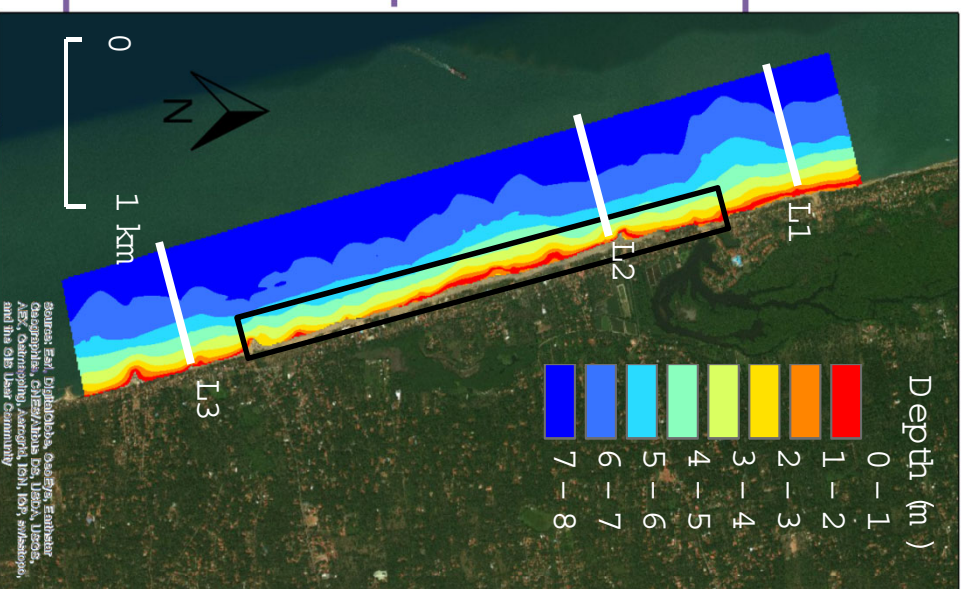 0
1 km
N
L1
L2
L3
Depth (m)
0 – 1
1 – 2
2 – 3
3 – 4
4 – 5
5 – 6
6 – 7
7 – 8
Source: Esri, DigitalGlobe, GeoEye, Earthstar
Geographics, CNES/Airbus DS, USDA, USGS,
AEX, Getmapping, Aerogrid, IGN, IGP, swisstopo,
and the GIS User Community